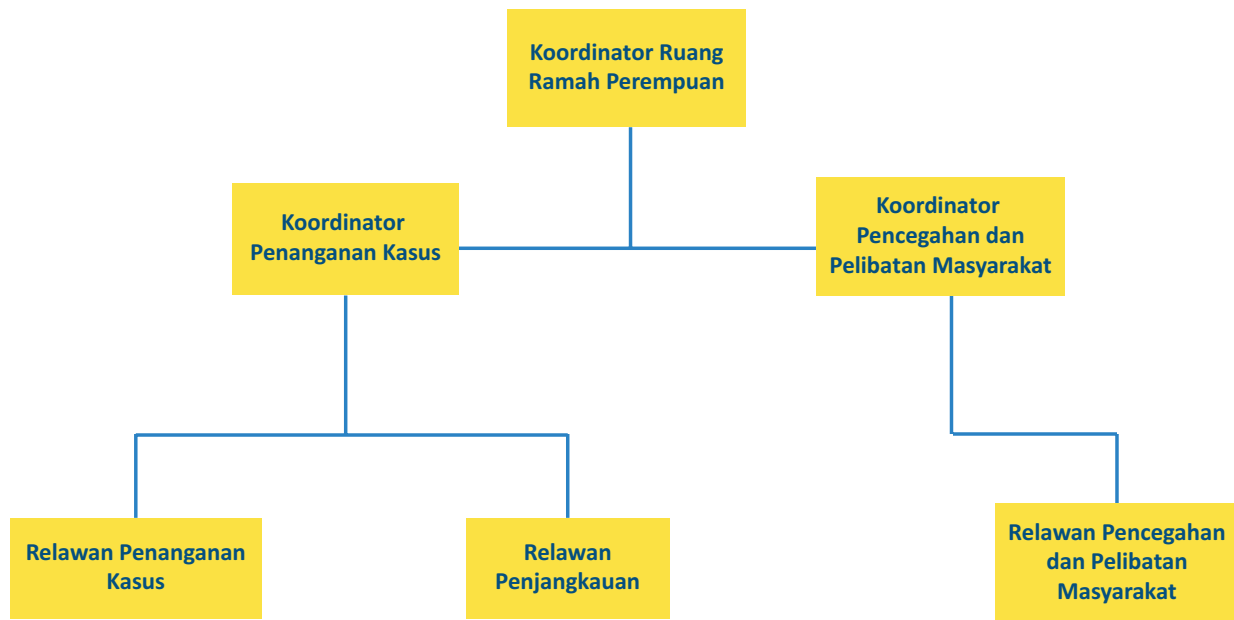 Koordinator Ruang
Ramah Perempuan
Koordinator
Penanganan Kasus
Koordinator
Pencegahan dan
Pelibatan Masyarakat
Relawan Penanganan
Kasus
Relawan
Penjangkauan
Relawan Pencegahan
dan Pelibatan
Masyarakat